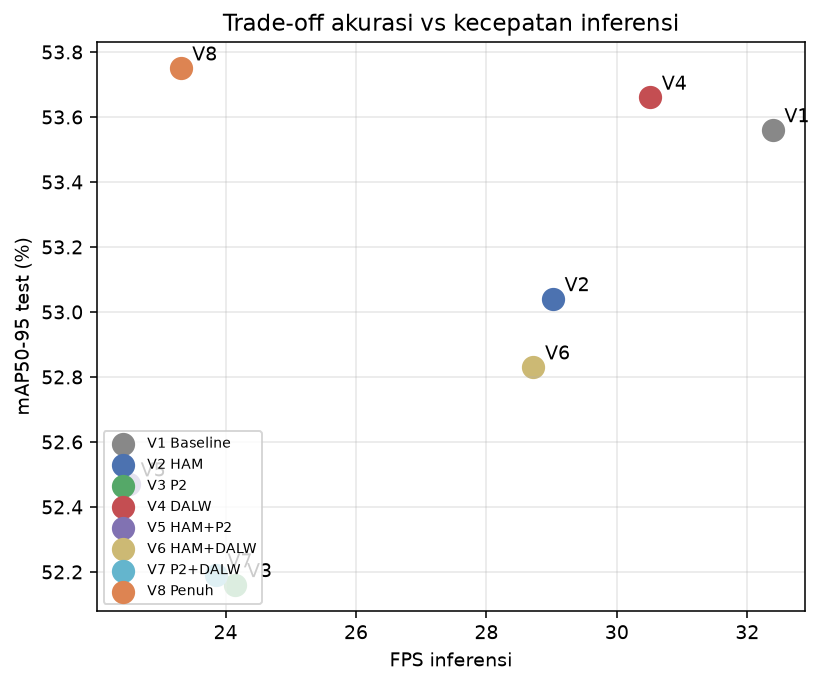 Trade-off akurasi vs kecepatan inferensi
53.8
53.6
53.4
53.2
53.0
52.8
52.6
52.4
52.2
mAP50-95 test (%)
V8
V4
V1
V2
V6
V5
V7
V3
V1 Baseline
V2 HAM
V3 P2
V4 DALW
V5 HAM+P2
V6 HAM+DALW
V7 P2+DALW
V8 Penuh
24
26
28
30
32
FPS inferensi